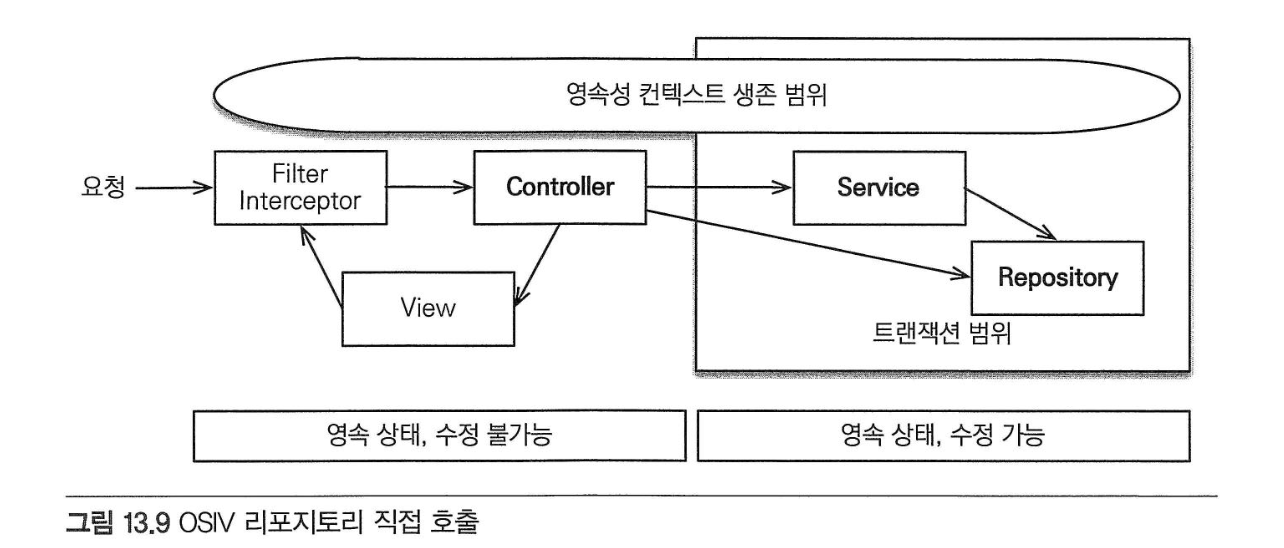 영속성 컨텍스트 생존 범위
요청
Filter
Interceptor
Controller
Service
Repository
View
트랜잭션 범위
영속 상태, 수정 불가능
영속 상태, 수정 가능
그림 13.9 OSIV 리포지토리 직접 호출